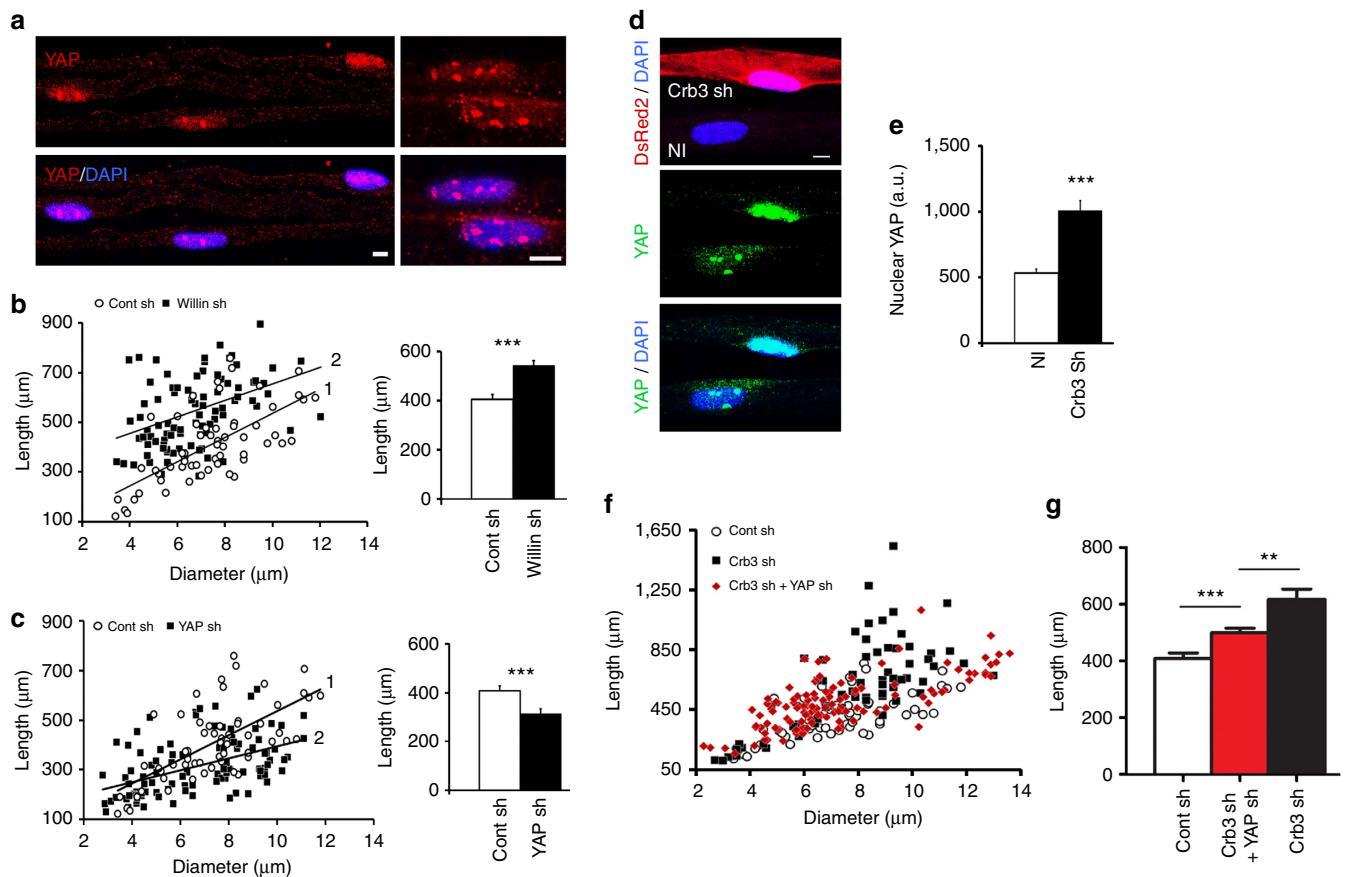 a
YAP
YAP/DAPI
b
Cont sh Willin sh
900
700
500
300
100
2 4 6 8 10 12 14
Length (μm)
Diameter (μm)
2
1
600
400
200
0
Length (μm)
***
Cont sh
Willin sh
c
Cont sh YAP sh
900
700
500
300
100
2 4 6 8 10 12 14
Length (μm)
Diameter (μm)
1
2
600
400
200
0
Length (μm)
***
Cont sh
YAP sh
d
DsRed2 / DAPI
Crb3 sh
NI
YAP
YAP / DAPI
e
1,500
1,000
500
0
Nuclear YAP (a.u.)
***
NI
Crb3 Sh
f
1,650
1,250
850
450
50
Cont sh
Crb3 sh
Crb3 sh + YAP sh
2 4 6 8 10 12 14
Length (μm)
Diameter (μm)
g
800
600
400
200
0
Length (μm)
***
**
Cont sh
Crb3 sh
+ YAP sh
Crb3 sh